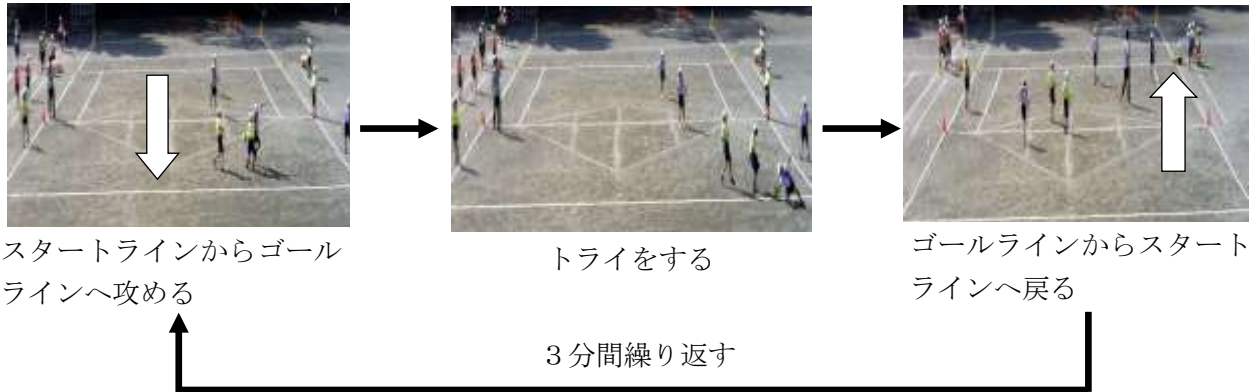 スタートラインからゴール
ラインへ攻める
トライをする
ゴールラインからスタート
ラインへ戻る
３分間繰り返す